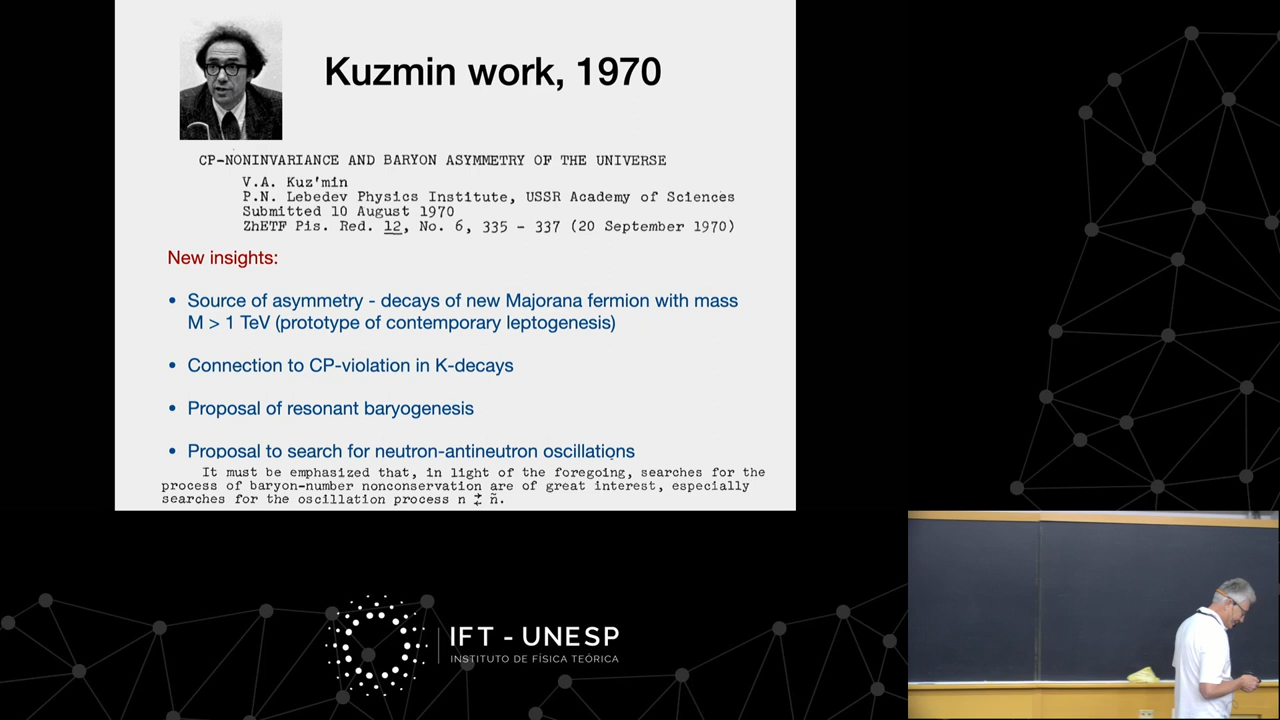 Kuzmin work, 1970
CP-NONINVARIANCE AND BARYON ASYMMETRY OF THE UNIVERSE
V.A. Kuz'min
P.N. Lebedev Physics Institute, USSR Academy of Sciences
Submitted 10 August 1970
ZhETF Pis. Red. 12, No. 6, 335 - 337 (20 September 1970)
New insights:
• Source of asymmetry - decays of new Majorana fermion with mass
M > 1 TeV (prototype of contemporary leptogenesis)
• Connection to CP-violation in K-decays
• Proposal of resonant baryogenesis
• Proposal to search for neutron-antineutron oscillations
It must be emphasized that, in light of the foregoing, searches for the
process of baryon-number nonconservation are of great interest, especially
searches for the oscillation process n ⇄ ñ.
IFT - UNESP
INSTITUTO DE FÍSICA TEÓRICA